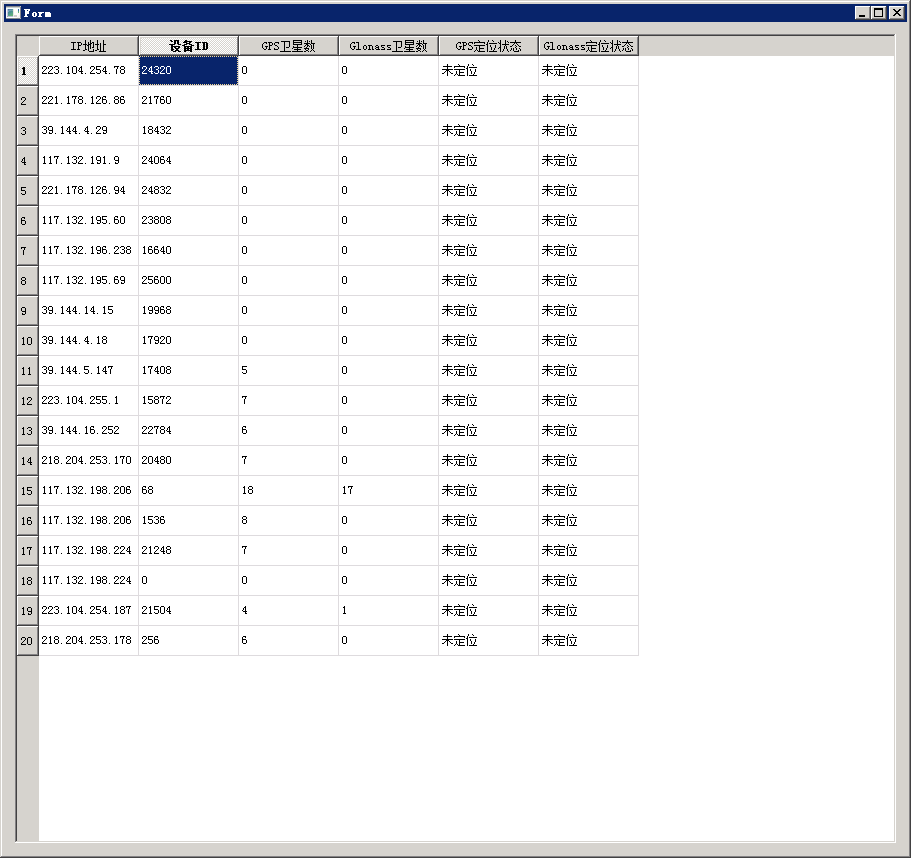 Form
IP地址 设备ID GPS卫星数 Glonass卫星数 GPS定位状态 Glonass定位状态
1 223.104.254.78 24320 0 0 未定位 未定位
2 221.178.126.86 21760 0 0 未定位 未定位
3 39.144.4.29 18432 0 0 未定位 未定位
4 117.132.191.9 24064 0 0 未定位 未定位
5 221.178.126.94 24832 0 0 未定位 未定位
6 117.132.195.60 23808 0 0 未定位 未定位
7 117.132.196.238 16640 0 0 未定位 未定位
8 117.132.195.69 25600 0 0 未定位 未定位
9 39.144.14.15 19968 0 0 未定位 未定位
10 39.144.4.18 17920 0 0 未定位 未定位
11 39.144.5.147 17408 5 0 未定位 未定位
12 223.104.255.1 15872 7 0 未定位 未定位
13 39.144.16.252 22784 6 0 未定位 未定位
14 218.204.253.170 20480 7 0 未定位 未定位
15 117.132.198.206 68 18 17 未定位 未定位
16 117.132.198.206 1536 8 0 未定位 未定位
17 117.132.198.224 21248 7 0 未定位 未定位
18 117.132.198.224 0 0 0 未定位 未定位
19 223.104.254.187 21504 4 1 未定位 未定位
20 218.204.253.178 256 6 0 未定位 未定位